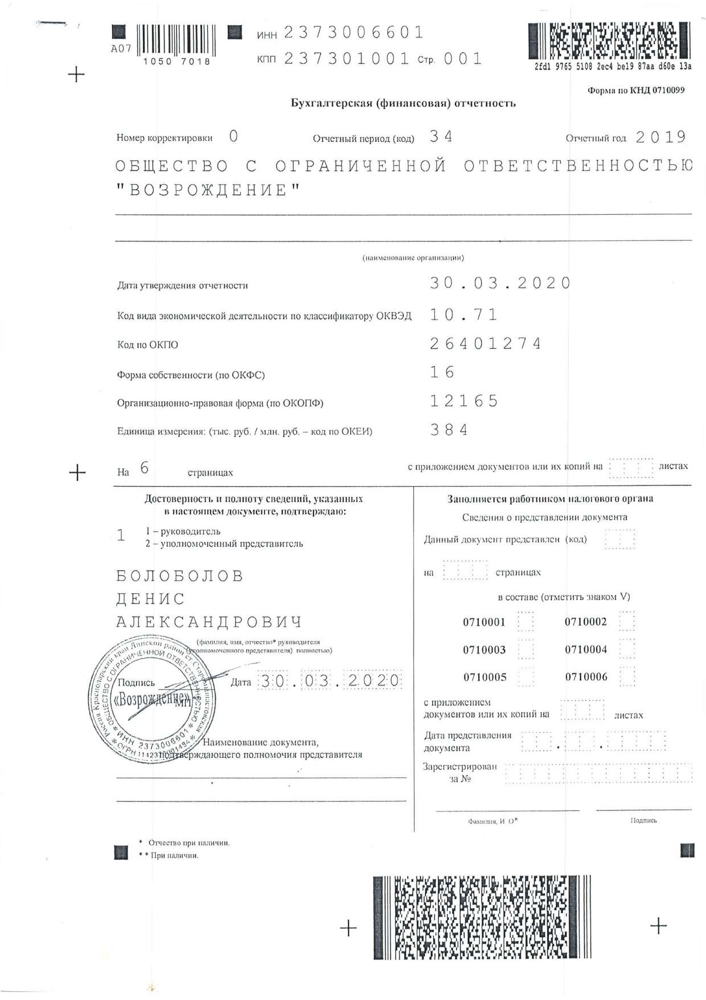 ИНН 2373006601
A07
1050 7018
КПП 237301001 Стр. 001
2fd1 9765 5108 2ec4 be19 87aa d60e 13a
Форма по КНД 0710099
Бухгалтерская (финансовая) отчетность
Номер корректировки 0 Отчетный период (код) 34 Отчетный год 2019
ОБЩЕСТВО С ОГРАНИЧЕННОЙ ОТВЕТСТВЕННОСТЬЮ
"ВОЗРОЖДЕНИЕ"
(наименование организации)
Дата утверждения отчетности 30.03.2020
Код вида экономической деятельности по классификатору ОКВЭД 10.71
Код по ОКПО 26401274
Форма собственности (по ОКФС) 16
Организационно-правовая форма (по ОКОПФ) 12165
Единица измерения: (тыс. руб. / млн. руб. – код по ОКЕИ) 384
На 6 страницах с приложением документов или их копий на листах
Достоверность и полноту сведений, указанных
в настоящем документе, подтверждаю:
1 1 – руководитель
2 – уполномоченный представитель
БОЛОБОЛОВ
ДЕНИС
АЛЕКСАНДРОВИЧ
(фамилия, имя, отчество* руководителя
(уполномоченного представителя) полностью)
Подпись Дата 30.03.2020
МП**
Россия Краснодарский край Динской район ст.
ОБЩЕСТВО С ОГРАНИЧЕННОЙ ОТВЕТСТВЕННОСТЬЮ
«Возрождение»
ИНН 2373006601
Наименование документа,
подтверждающего полномочия представителя
Заполняется работником налогового органа
Сведения о представлении документа
Данный документ представлен (код)
на страницах
в составе (отметить знаком V)
0710001 0710002
0710003 0710004
0710005 0710006
с приложением
документов или их копий на листах
Дата представления
документа
Зарегистрирован
за №
Фамилия, И О* Подпись
* Отчество при наличии.
** При наличии.